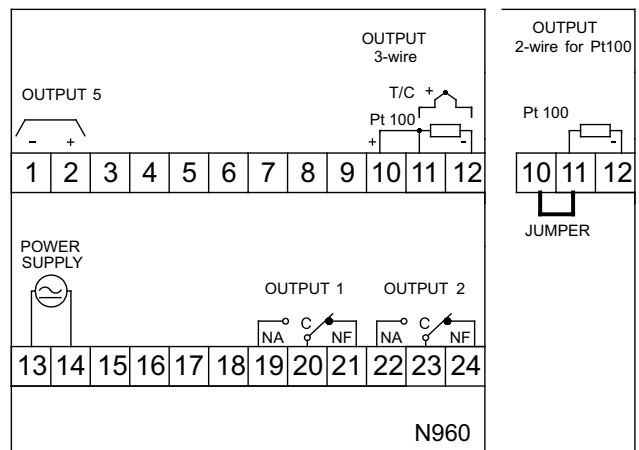 OUTPUT
3-wire
OUTPUT 5
T/C +
Pt 100
- +
+ -
1 2 3 4 5 6 7 8 9 10 11 12
POWER
SUPPLY
OUTPUT 1
OUTPUT 2
NA C NF
NA C NF
13 14 15 16 17 18 19 20 21 22 23 24
N960
OUTPUT
2-wire for Pt100
Pt 100
-
10 11 12
JUMPER